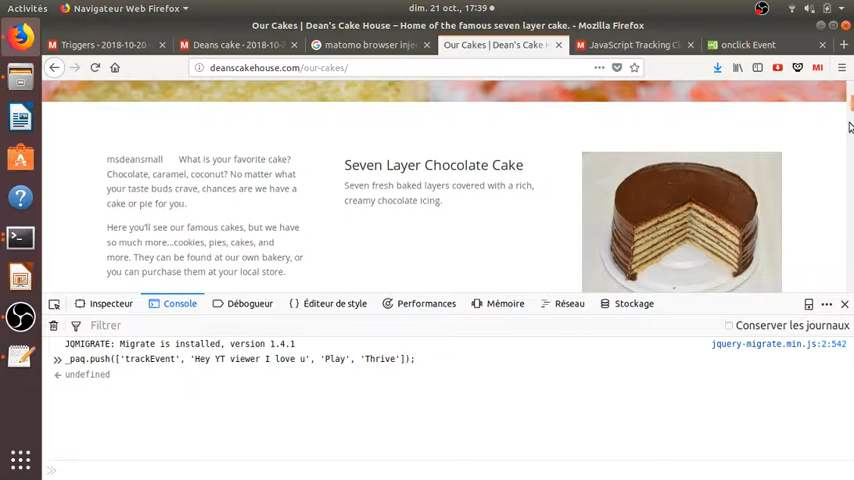 Activités Navigateur Web Firefox dim. 21 oct., 17:39
Our Cakes | Dean's Cake House – Home of the famous seven layer cake. - Mozilla Firefox
Triggers - 2018-10-20
Deans cake - 2018-10-2
matomo browser inje
Our Cakes | Dean's Cake H
JavaScript Tracking Cl
onclick Event
deanscakehouse.com/our-cakes/
MI
msdeansmall What is your favorite cake?
Chocolate, caramel, coconut? No matter what
your taste buds crave, chances are we have a
cake or pie for you.
Here you'll see our famous cakes, but we have
so much more...cookies, pies, cakes, and
more. They can be found at our own bakery, or
you can purchase them at your local store.
Seven Layer Chocolate Cake
Seven fresh baked layers covered with a rich,
creamy chocolate icing.
Inspecteur Console Débogueur {} Éditeur de style Performances Mémoire Réseau Stockage
Filtrer
Conserver les journaux
JQMIGRATE: Migrate is installed, version 1.4.1 jquery-migrate.min.js:2:542
_paq.push(['trackEvent', 'Hey YT viewer I love u', 'Play', 'Thrive']);
undefined